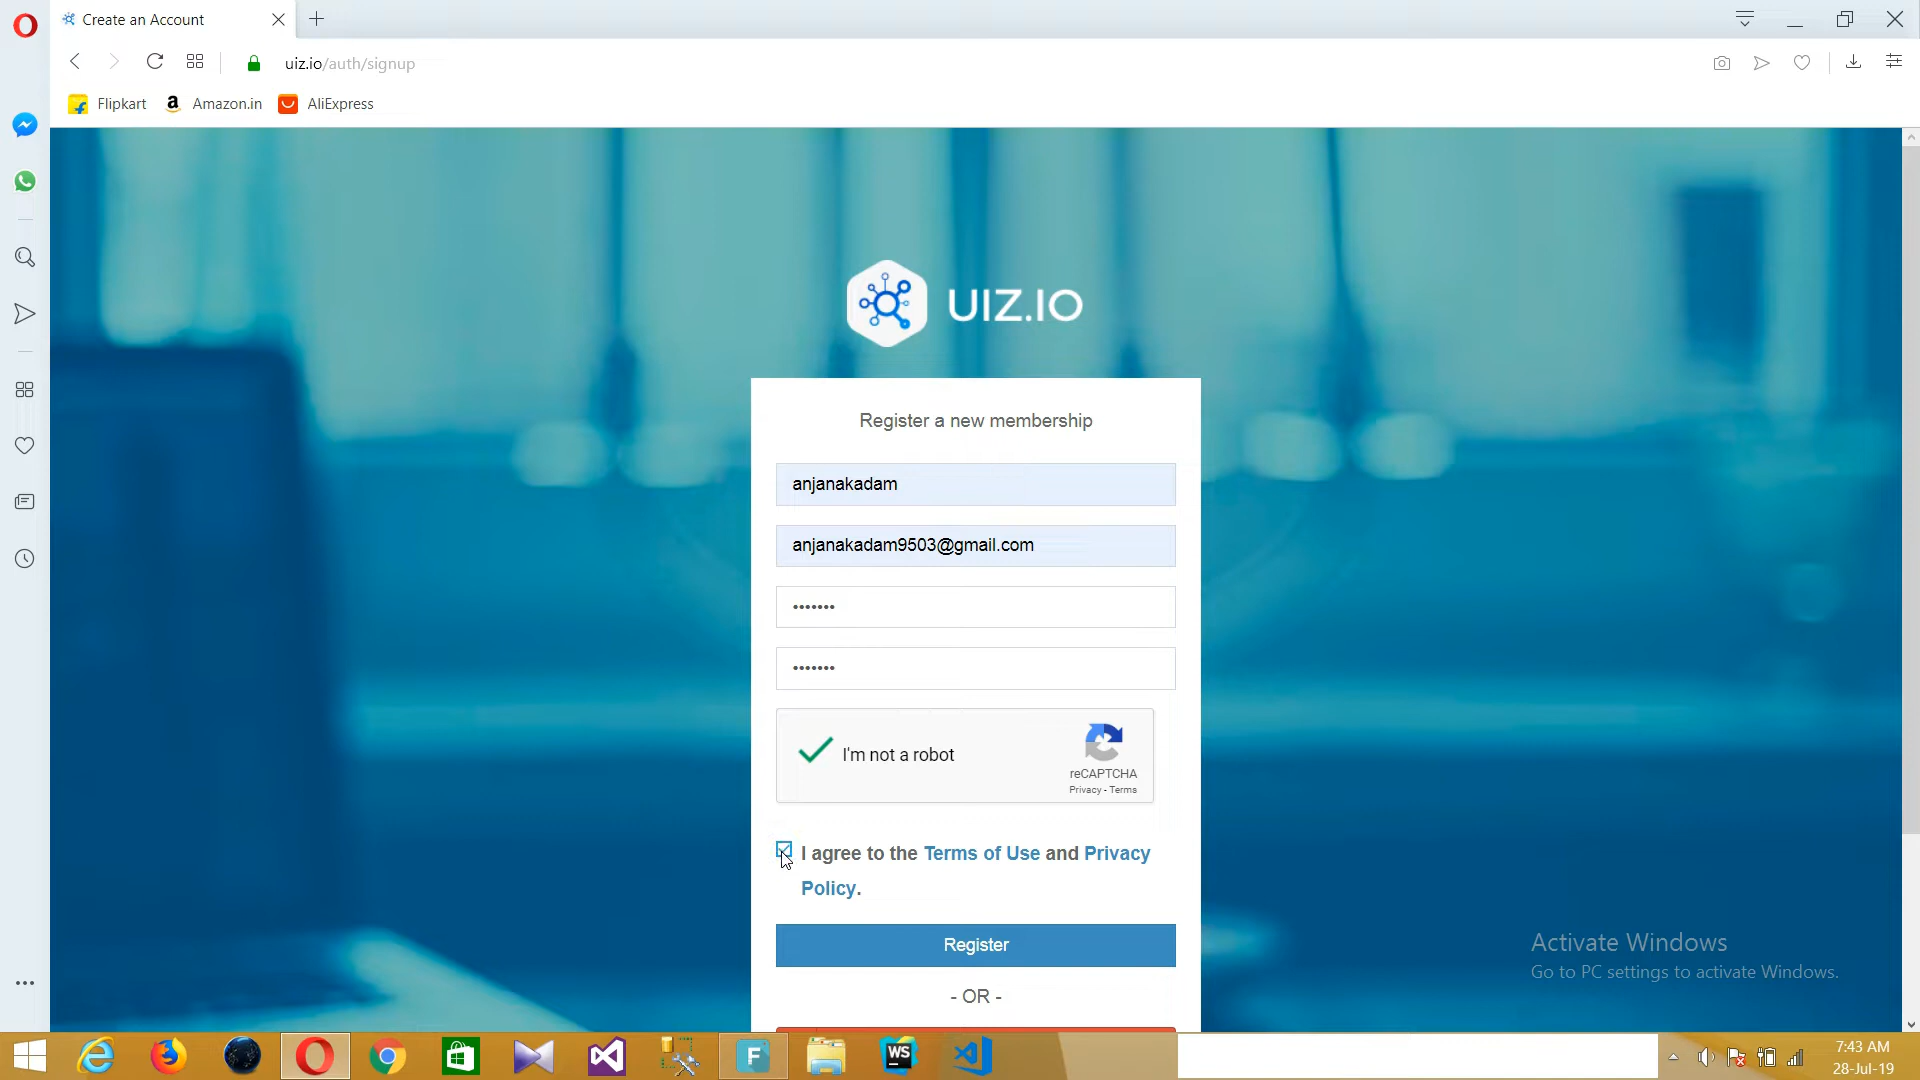 Create an Account
uiz.io/auth/signup
Flipkart
Amazon.in
AliExpress
UIZ.IO
Register a new membership
anjanakadam
anjanakadam9503@gmail.com
•••••••
•••••••
I'm not a robot
reCAPTCHA
Privacy - Terms
I agree to the Terms of Use and Privacy
Policy.
Register
- OR -
Activate Windows
Go to PC settings to activate Windows.
F
WS
7:43 AM
28-Jul-19